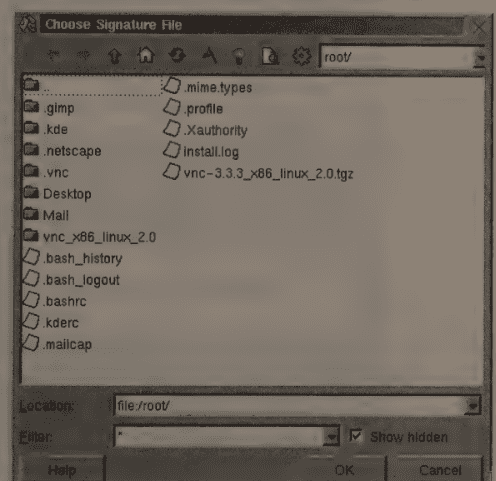 Choose Signature File
root/
..
.gimp
.kde
.netscape
.vnc
Desktop
Mail
vnc_x86_linux_2.0
.bash_history
.bash_logout
.bashrc
.kderc
.mailcap
.mime.types
.profile
.Xauthority
install.log
vnc-3.3.3_x86_linux_2.0.tgz
Location: file:/root/
Filter: * Show hidden
Help OK Cancel